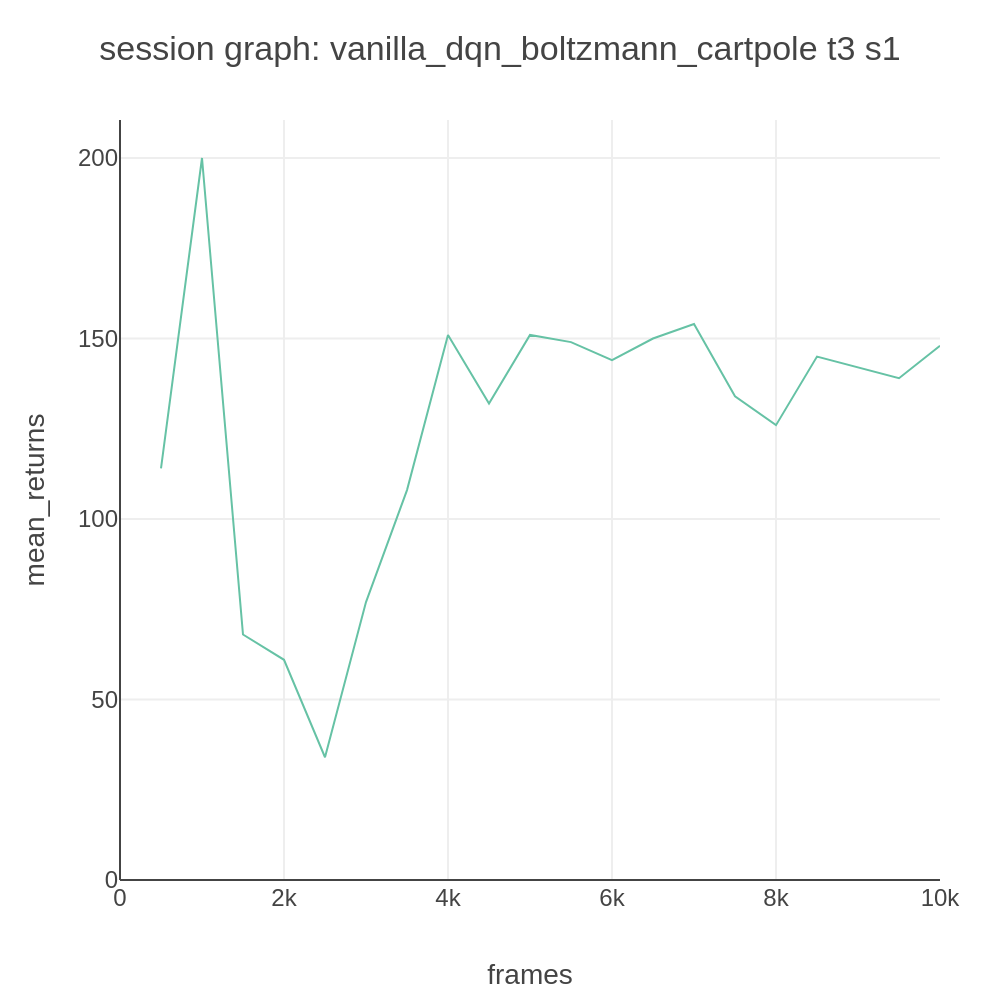 session graph: vanilla_dqn_boltzmann_cartpole t3 s1
mean_returns
200
150
100
50
0
0 2k 4k 6k 8k 10k
frames